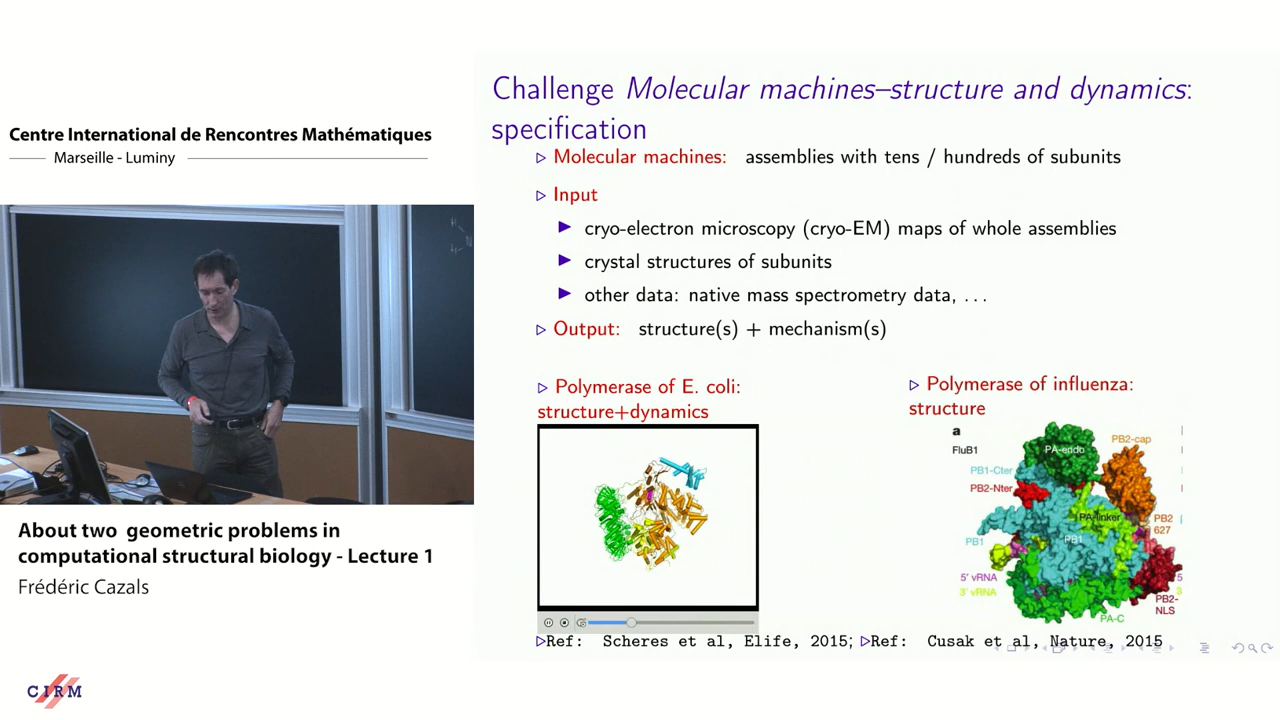 Centre International de Rencontres Mathématiques
Marseille - Luminy
About two geometric problems in
computational structural biology - Lecture 1
Frédéric Cazals
CIRM
Challenge Molecular machines–structure and dynamics:
specification
▷ Molecular machines: assemblies with tens / hundreds of subunits
▷ Input
▶ cryo-electron microscopy (cryo-EM) maps of whole assemblies
▶ crystal structures of subunits
▶ other data: native mass spectrometry data, . . .
▷ Output: structure(s) + mechanism(s)
▷ Polymerase of E. coli:
structure+dynamics
▷ Polymerase of influenza:
structure
a
FluB1
PA-endo
PB2-cap
PB1-Cter
PB2-Nter
PA-linker
PB2
627
PB1
PB1
5′ vRNA
3′ vRNA
5
3
PB2-
NLS
PA-C
▷Ref: Scheres et al, Elife, 2015; ▷Ref: Cusak et al, Nature, 2015